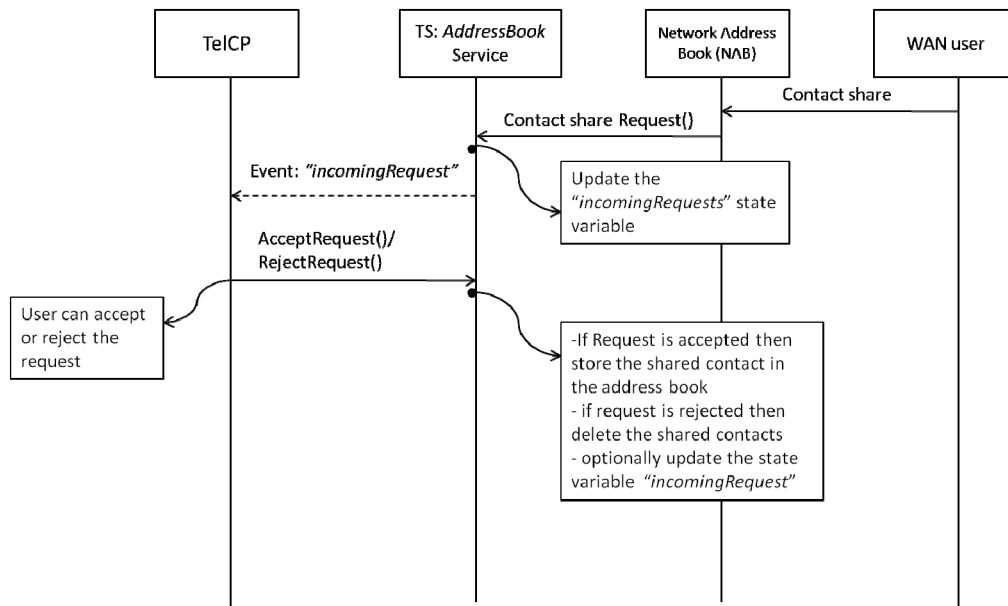 TelCP
TS: AddressBook
Service
Network Address
Book (NAB)
WAN user
Contact share
Contact share Request()
Event: “incomingRequest”
Update the
“incomingRequests” state
variable
AcceptRequest()/
RejectRequest()
User can accept
or reject the
request
-If Request is accepted then
store the shared contact in
the address book
- if request is rejected then
delete the shared contacts
- optionally update the state
variable “incomingRequest”